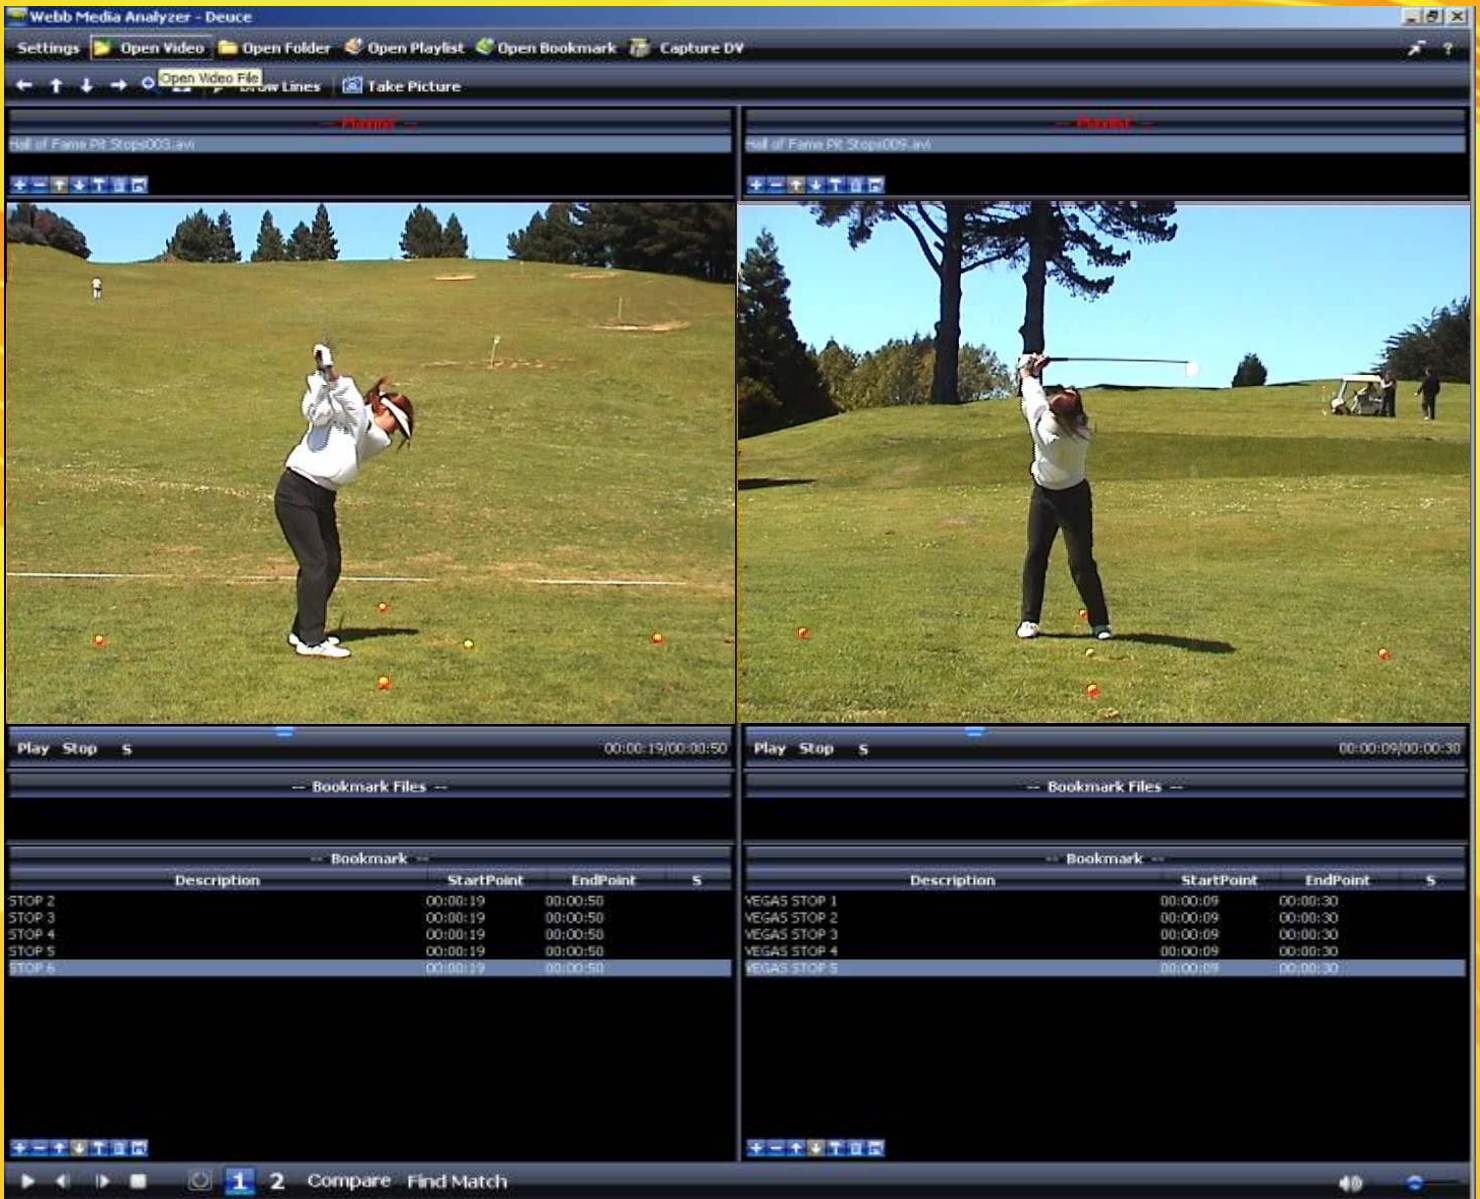 Webb Media Analyzer - Deuce
Settings Open Video Open Folder Open Playlist Open Bookmark Capture DV ?
Open Video File
Lines Take Picture
-- Playlist -- -- Playlist --
Hall of Fame Pit Stops003.avi Hall of Fame Pit Stops009.avi
Play Stop S 00:00:19/00:00:50 Play Stop S 00:00:09/00:00:30
-- Bookmark Files -- -- Bookmark Files --
-- Bookmark -- -- Bookmark --
Description StartPoint EndPoint S Description StartPoint EndPoint S
STOP 2 00:00:19 00:00:50 VEGAS STOP 1 00:00:09 00:00:30
STOP 3 00:00:19 00:00:50 VEGAS STOP 2 00:00:09 00:00:30
STOP 4 00:00:19 00:00:50 VEGAS STOP 3 00:00:09 00:00:30
STOP 5 00:00:19 00:00:50 VEGAS STOP 4 00:00:09 00:00:30
STOP 6 00:00:19 00:00:50 VEGAS STOP 5 00:00:09 00:00:30
1 2 Compare Find Match